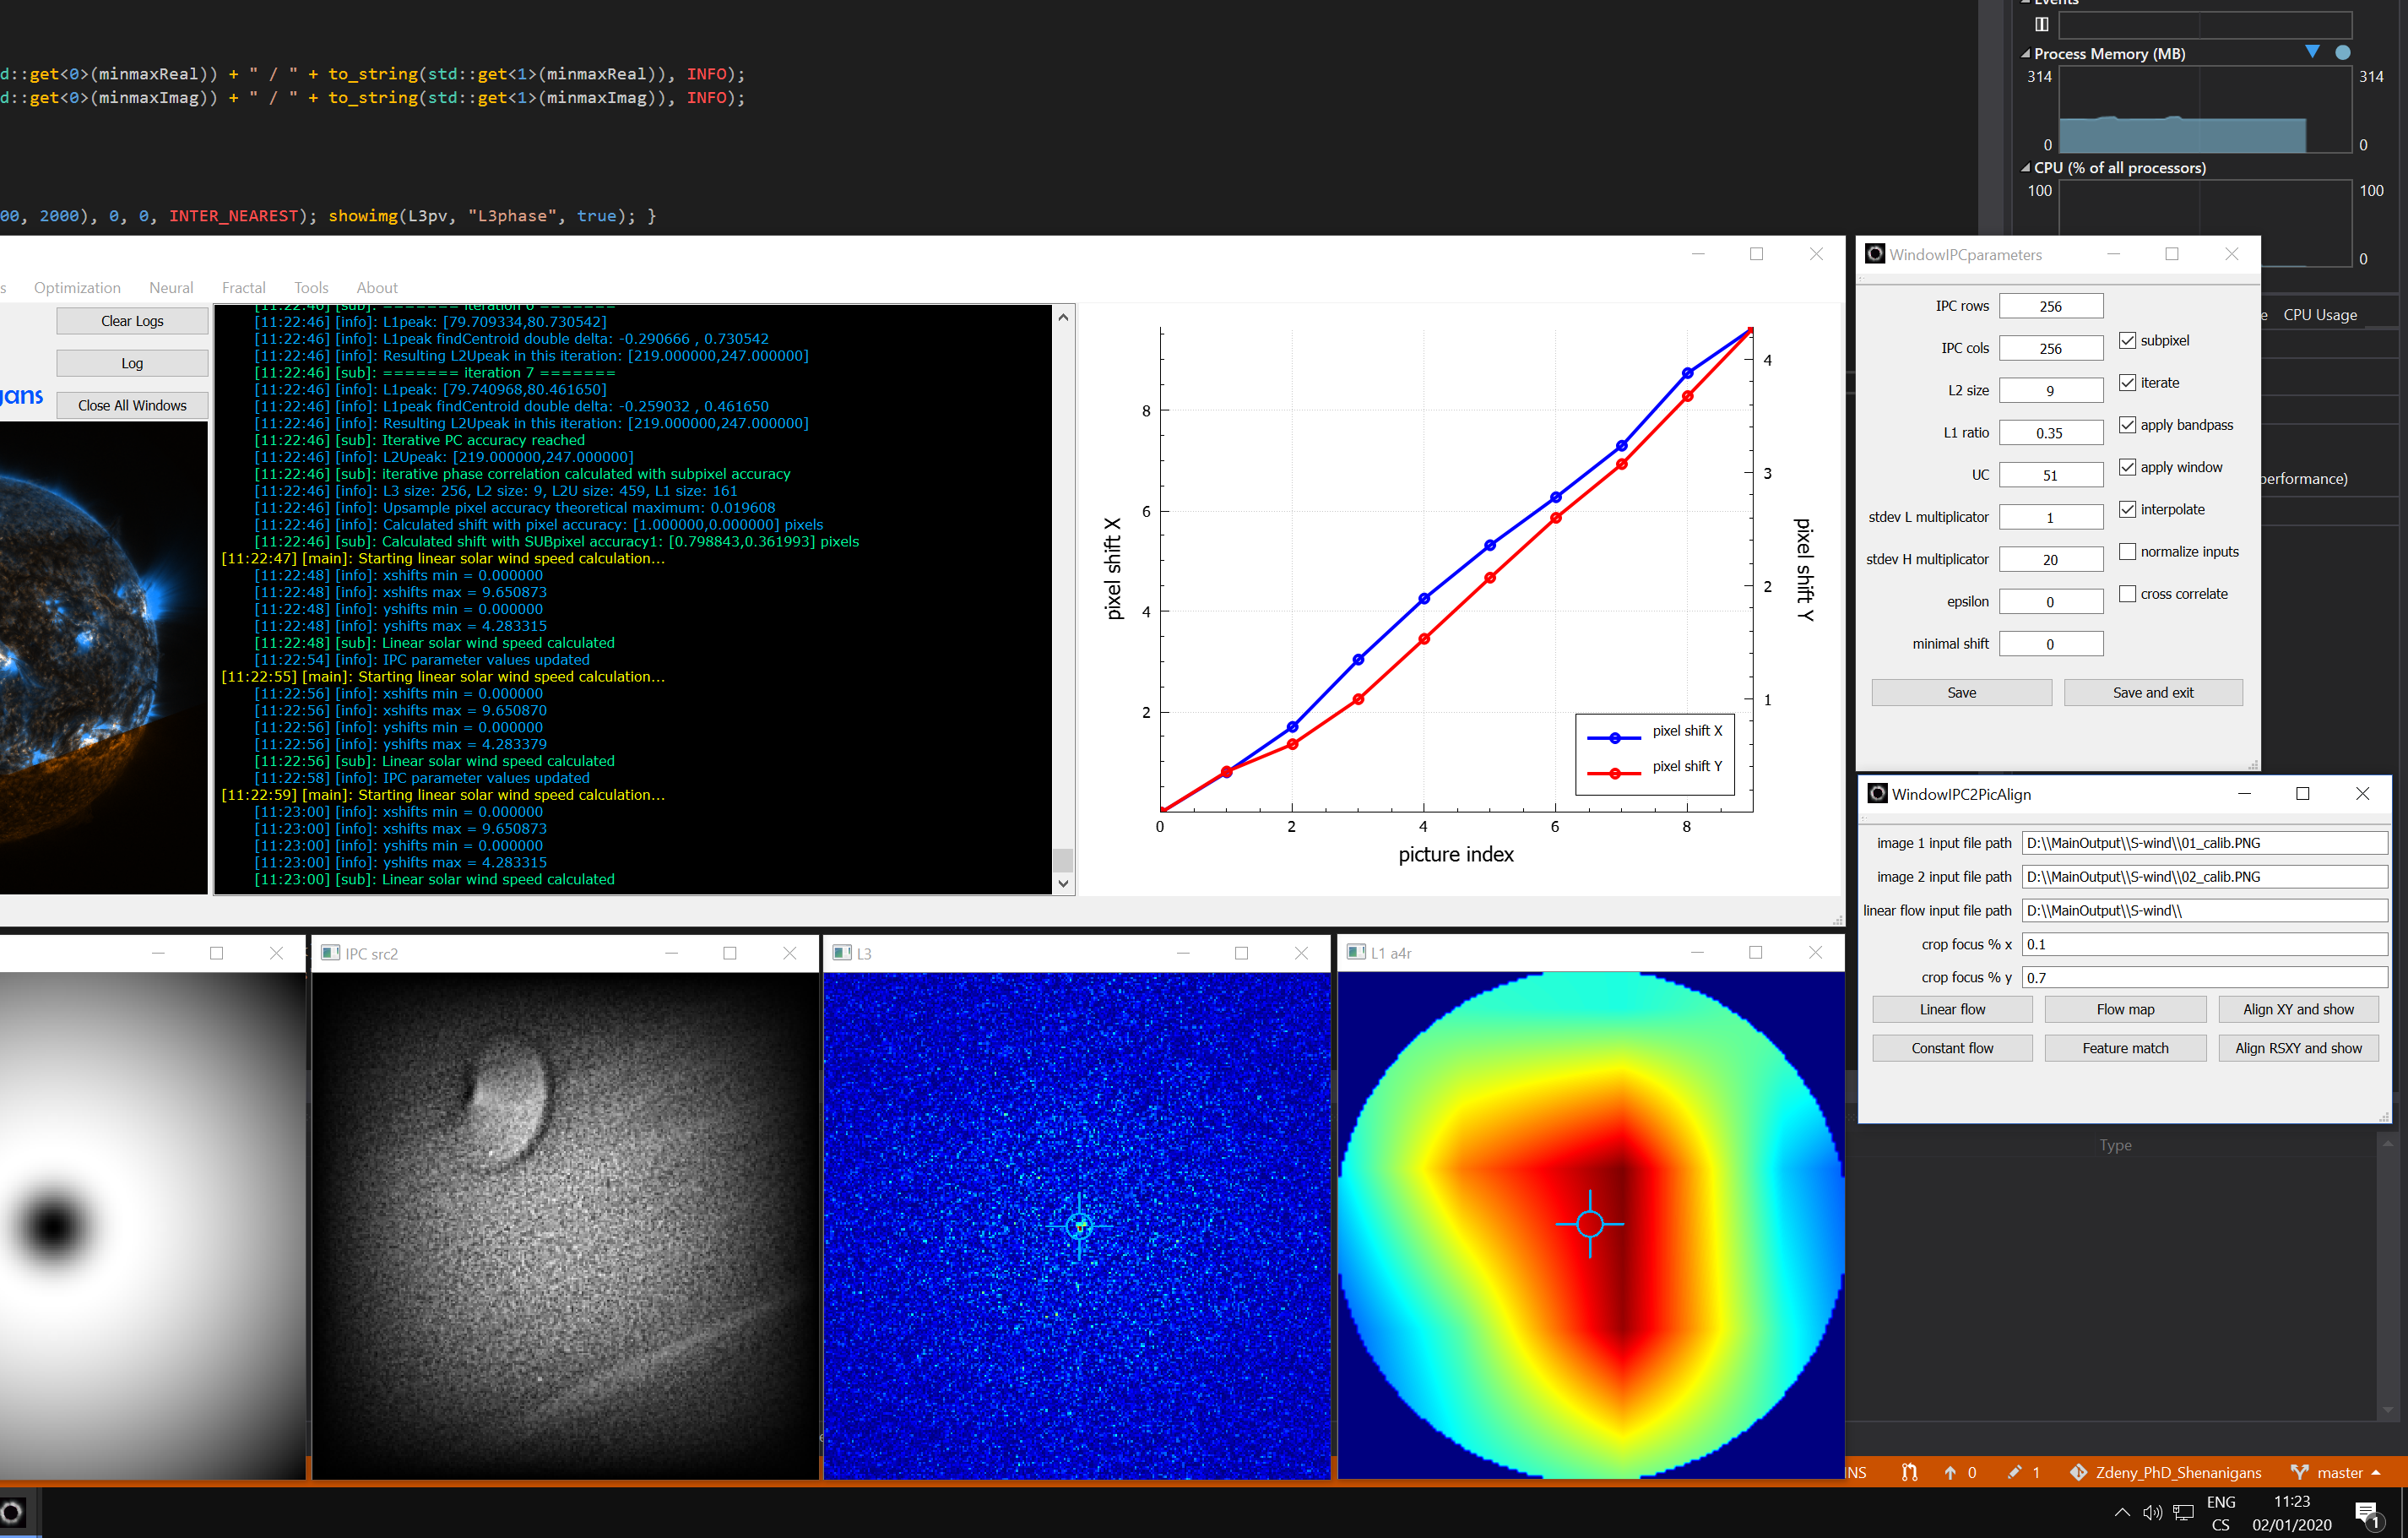 Events
d::get<0>(minmaxReal)) + " / " + to_string(std::get<1>(minmaxReal)), INFO);
d::get<0>(minmaxImag)) + " / " + to_string(std::get<1>(minmaxImag)), INFO);
00, 2000), 0, 0, INTER_NEAREST); showimg(L3pv, "L3phase", true); }
Process Memory (MB)
314
314
0
0
CPU (% of all processors)
100
100
0
CPU Usage
performance)
Type
s
Optimization
Neural
Fractal
Tools
About
Clear Logs
Log
Close All Windows
gans
[11:22:46] [sub]: ======= iteration 6 =======
[11:22:46] [info]: L1peak: [79.709334,80.730542]
[11:22:46] [info]: L1peak findCentroid double delta: -0.290666 , 0.730542
[11:22:46] [info]: Resulting L2Upeak in this iteration: [219.000000,247.000000]
[11:22:46] [sub]: ======= iteration 7 =======
[11:22:46] [info]: L1peak: [79.740968,80.461650]
[11:22:46] [info]: L1peak findCentroid double delta: -0.259032 , 0.461650
[11:22:46] [info]: Resulting L2Upeak in this iteration: [219.000000,247.000000]
[11:22:46] [sub]: Iterative PC accuracy reached
[11:22:46] [info]: L2Upeak: [219.000000,247.000000]
[11:22:46] [sub]: iterative phase correlation calculated with subpixel accuracy
[11:22:46] [info]: L3 size: 256, L2 size: 9, L2U size: 459, L1 size: 161
[11:22:46] [info]: Upsample pixel accuracy theoretical maximum: 0.019608
[11:22:46] [info]: Calculated shift with pixel accuracy: [1.000000,0.000000] pixels
[11:22:46] [sub]: Calculated shift with SUBpixel accuracy1: [0.798843,0.361993] pixels
[11:22:47] [main]: Starting linear solar wind speed calculation...
[11:22:48] [info]: xshifts min = 0.000000
[11:22:48] [info]: xshifts max = 9.650873
[11:22:48] [info]: yshifts min = 0.000000
[11:22:48] [info]: yshifts max = 4.283315
[11:22:48] [sub]: Linear solar wind speed calculated
[11:22:54] [info]: IPC parameter values updated
[11:22:55] [main]: Starting linear solar wind speed calculation...
[11:22:56] [info]: xshifts min = 0.000000
[11:22:56] [info]: xshifts max = 9.650870
[11:22:56] [info]: yshifts min = 0.000000
[11:22:56] [info]: yshifts max = 4.283379
[11:22:56] [sub]: Linear solar wind speed calculated
[11:22:58] [info]: IPC parameter values updated
[11:22:59] [main]: Starting linear solar wind speed calculation...
[11:23:00] [info]: xshifts min = 0.000000
[11:23:00] [info]: xshifts max = 9.650873
[11:23:00] [info]: yshifts min = 0.000000
[11:23:00] [info]: yshifts max = 4.283315
[11:23:00] [sub]: Linear solar wind speed calculated
pixel shift X
8
6
4
2
0
2
4
6
8
picture index
4
3
2
1
pixel shift Y
pixel shift X
pixel shift Y
WindowIPCparameters
IPC rows 256
IPC cols 256
L2 size 9
L1 ratio 0.35
UC 51
stdev L multiplicator 1
stdev H multiplicator 20
epsilon 0
minimal shift 0
subpixel
iterate
apply bandpass
apply window
interpolate
normalize inputs
cross correlate
Save
Save and exit
WindowIPC2PicAlign
image 1 input file path D:\\MainOutput\\S-wind\\01_calib.PNG
image 2 input file path D:\\MainOutput\\S-wind\\02_calib.PNG
linear flow input file path D:\\MainOutput\\S-wind\\
crop focus % x 0.1
crop focus % y 0.7
Linear flow
Flow map
Align XY and show
Constant flow
Feature match
Align RSXY and show
IPC src2
L3
L1 a4r
INS
0
1
Zdeny_PhD_Shenanigans
master
ENG
CS
11:23
02/01/2020
1